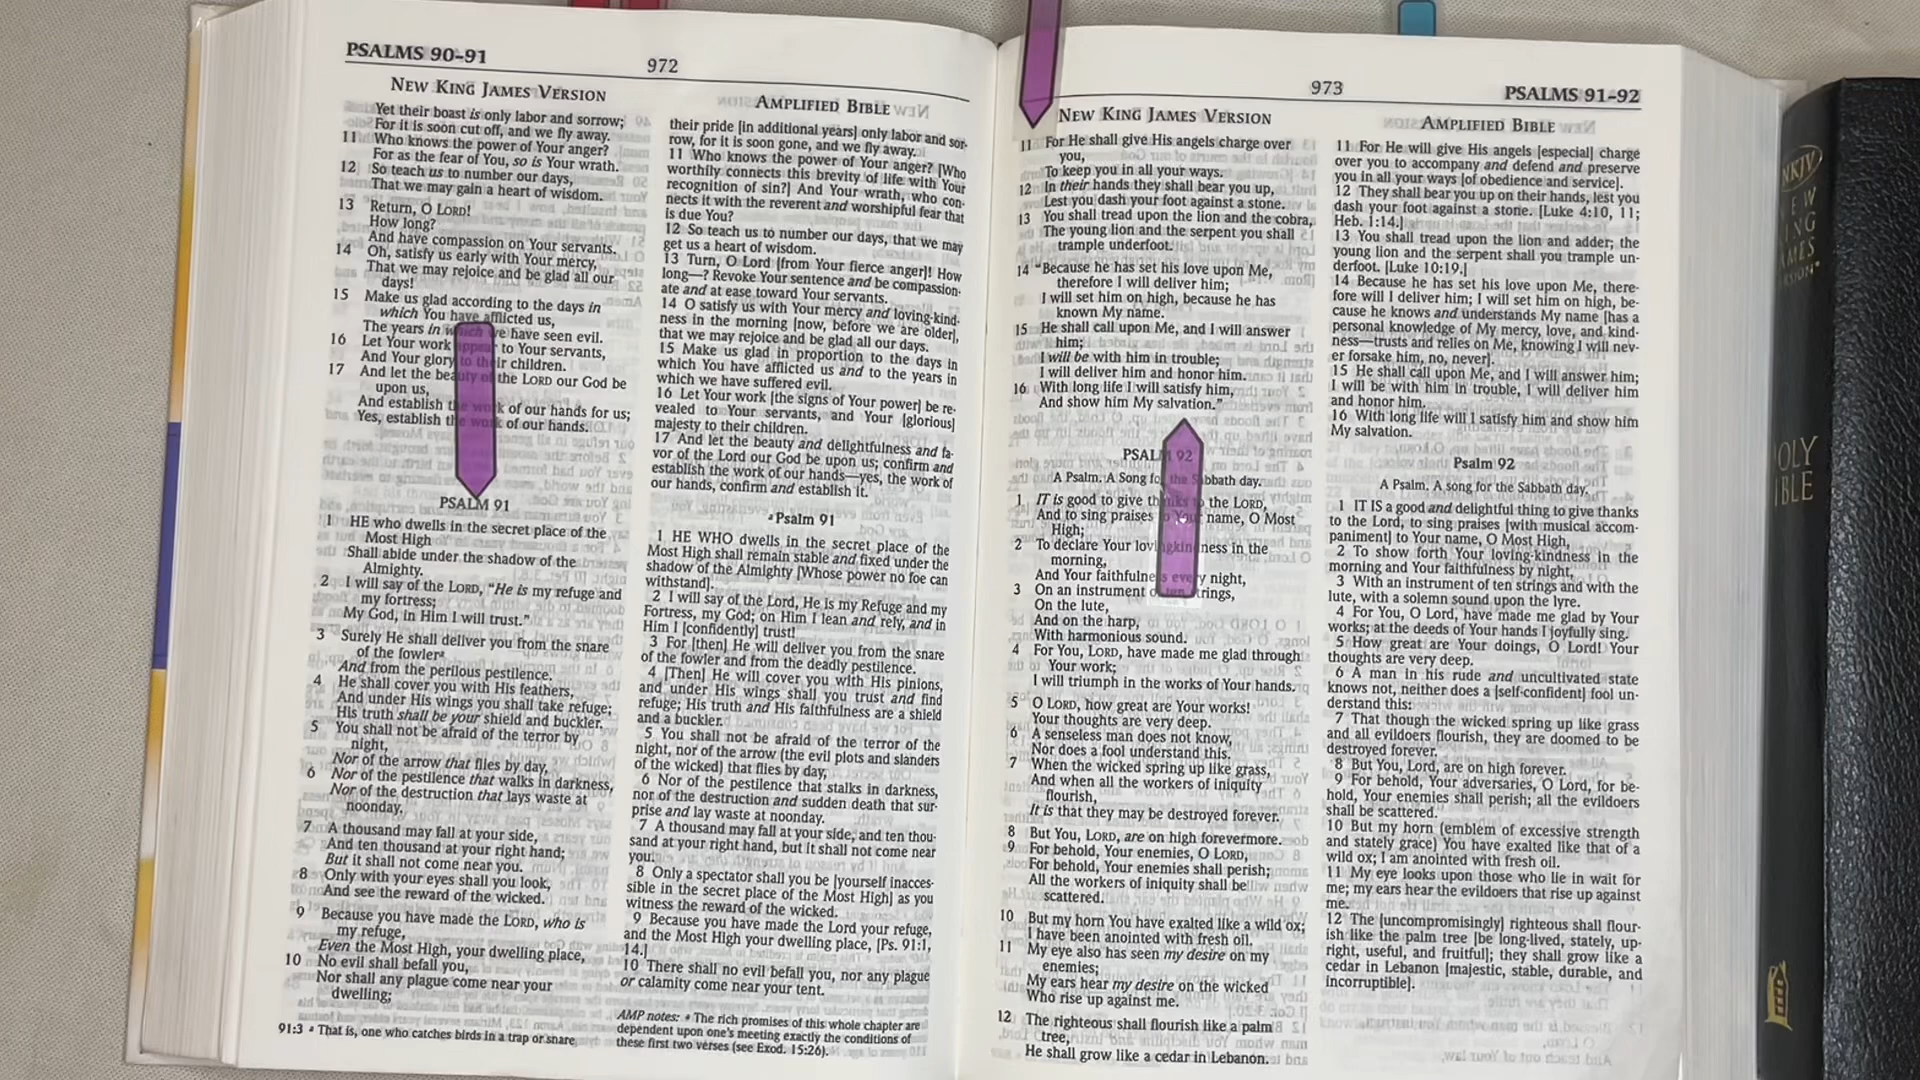 PSALMS 90-91
972
NEW KING JAMES VERSION
Yet their boast is only labor and sorrow;
For it is soon cut off, and we fly away.
11 Who knows the power of Your anger?
For as the fear of You, so is Your wrath.
12 So teach us to number our days,
That we may gain a heart of wisdom.
13 Return, O LORD!
How long?
And have compassion on Your servants.
14 Oh, satisfy us early with Your mercy,
That we may rejoice and be glad all our
days!
15 Make us glad according to the days in
which You have afflicted us,
The years in which we have seen evil.
16 Let Your work appear to Your servants,
And Your glory to their children.
17 And let the beauty of the LORD our God be
upon us,
And establish the work of our hands for us;
Yes, establish the work of our hands.
PSALM 91
1 HE who dwells in the secret place of the
Most High
Shall abide under the shadow of the
Almighty.
2 I will say of the LORD, "He is my refuge and
my fortress;
My God, in Him I will trust."
3 Surely He shall deliver you from the snare
of the fowlerª
And from the perilous pestilence.
4 He shall cover you with His feathers,
And under His wings you shall take refuge;
His truth shall be your shield and buckler.
5 You shall not be afraid of the terror by
night,
Nor of the arrow that flies by day,
6 Nor of the pestilence that walks in darkness,
Nor of the destruction that lays waste at
noonday.
7 A thousand may fall at your side,
And ten thousand at your right hand;
But it shall not come near you.
8 Only with your eyes shall you look,
And see the reward of the wicked.
9 Because you have made the LORD, who is
my refuge,
Even the Most High, your dwelling place,
10 No evil shall befall you,
Nor shall any plague come near your
dwelling;
91:3 ª That is, one who catches birds in a trap or snare
AMPLIFIED BIBLE
their pride [in additional years] only labor and sor-
row, for it is soon gone, and we fly away.
11 Who knows the power of Your anger? [Who
worthily connects this brevity of life with Your
recognition of sin?] And Your wrath, who con-
nects it with the reverent and worshipful fear that
is due You?
12 So teach us to number our days, that we may
get us a heart of wisdom.
13 Turn, O Lord [from Your fierce anger]! How
long—? Revoke Your sentence and be compassion-
ate and at ease toward Your servants.
14 O satisfy us with Your mercy and loving-kind-
ness in the morning [now, before we are older],
that we may rejoice and be glad all our days.
15 Make us glad in proportion to the days in
which You have afflicted us and to the years in
which we have suffered evil.
16 Let Your work [the signs of Your power] be re-
vealed to Your servants, and Your [glorious]
majesty to their children.
17 And let the beauty and delightfulness and fa-
vor of the Lord our God be upon us; confirm and
establish the work of our hands—yes, the work of
our hands, confirm and establish it.
ªPsalm 91
1 HE WHO dwells in the secret place of the
Most High shall remain stable and fixed under the
shadow of the Almighty [Whose power no foe can
withstand].
2 I will say of the Lord, He is my Refuge and my
Fortress, my God; on Him I lean and rely, and in
Him I [confidently] trust!
3 For [then] He will deliver you from the snare
of the fowler and from the deadly pestilence.
4 [Then] He will cover you with His pinions,
and under His wings shall you trust and find
refuge; His truth and His faithfulness are a shield
and a buckler.
5 You shall not be afraid of the terror of the
night, nor of the arrow (the evil plots and slanders
of the wicked) that flies by day,
6 Nor of the pestilence that stalks in darkness,
nor of the destruction and sudden death that sur-
prise and lay waste at noonday.
7 A thousand may fall at your side, and ten thou-
sand at your right hand, but it shall not come near
you.
8 Only a spectator shall you be [yourself inacces-
sible in the secret place of the Most High] as you
witness the reward of the wicked.
9 Because you have made the Lord your refuge,
and the Most High your dwelling place, [Ps. 91:1,
14.]
10 There shall no evil befall you, nor any plague
or calamity come near your tent.
AMP notes: ª The rich promises of this whole chapter are
dependent upon one's meeting exactly the conditions of
these first two verses (see Exod. 15:26).
973
PSALMS 91-92
NEW KING JAMES VERSION
11 For He shall give His angels charge over
you,
To keep you in all your ways.
12 In their hands they shall bear you up,
Lest you dash your foot against a stone.
13 You shall tread upon the lion and the cobra,
The young lion and the serpent you shall
trample underfoot.
14 "Because he has set his love upon Me,
therefore I will deliver him;
I will set him on high, because he has
known My name.
15 He shall call upon Me, and I will answer
him;
I will be with him in trouble;
I will deliver him and honor him.
16 With long life I will satisfy him,
And show him My salvation."
PSALM 92
A Psalm. A Song for the Sabbath day.
1 IT is good to give thanks to the LORD,
And to sing praises to Your name, O Most
High;
2 To declare Your lovingkindness in the
morning,
And Your faithfulness every night,
3 On an instrument of ten strings,
On the lute,
And on the harp,
With harmonious sound.
4 For You, LORD, have made me glad through
Your work;
I will triumph in the works of Your hands.
5 O LORD, how great are Your works!
Your thoughts are very deep.
6 A senseless man does not know,
Nor does a fool understand this.
7 When the wicked spring up like grass,
And when all the workers of iniquity
flourish,
It is that they may be destroyed forever.
8 But You, LORD, are on high forevermore.
9 For behold, Your enemies, O LORD,
For behold, Your enemies shall perish;
All the workers of iniquity shall be
scattered.
10 But my horn You have exalted like a wild ox;
I have been anointed with fresh oil.
11 My eye also has seen my desire on my
enemies;
My ears hear my desire on the wicked
Who rise up against me.
12 The righteous shall flourish like a palm
tree,
He shall grow like a cedar in Lebanon.
AMPLIFIED BIBLE
11 For He will give His angels [especial] charge
over you to accompany and defend and preserve
you in all your ways [of obedience and service].
12 They shall bear you up on their hands, lest you
dash your foot against a stone. [Luke 4:10, 11;
Heb. 1:14.]
13 You shall tread upon the lion and adder; the
young lion and the serpent shall you trample un-
derfoot. [Luke 10:19.]
14 Because he has set his love upon Me, there-
fore will I deliver him; I will set him on high, be-
cause he knows and understands My name [has a
personal knowledge of My mercy, love, and kind-
ness—trusts and relies on Me, knowing I will nev-
er forsake him, no, never].
15 He shall call upon Me, and I will answer him;
I will be with him in trouble, I will deliver him
and honor him.
16 With long life will I satisfy him and show him
My salvation.
Psalm 92
A Psalm. A song for the Sabbath day.
1 IT IS a good and delightful thing to give thanks
to the Lord, to sing praises [with musical accom-
paniment] to Your name, O Most High,
2 To show forth Your loving-kindness in the
morning and Your faithfulness by night,
3 With an instrument of ten strings and with the
lute, with a solemn sound upon the lyre.
4 For You, O Lord, have made me glad by Your
works; at the deeds of Your hands I joyfully sing.
5 How great are Your doings, O Lord! Your
thoughts are very deep.
6 A man in his rude and uncultivated state
knows not, neither does a [self-confident] fool un-
derstand this:
7 That though the wicked spring up like grass
and all evildoers flourish, they are doomed to be
destroyed forever.
8 But You, Lord, are on high forever.
9 For behold, Your adversaries, O Lord, for be-
hold, Your enemies shall perish; all the evildoers
shall be scattered.
10 But my horn (emblem of excessive strength
and stately grace) You have exalted like that of a
wild ox; I am anointed with fresh oil.
11 My eye looks upon those who lie in wait for
me; my ears hear the evildoers that rise up against
me.
12 The [uncompromisingly] righteous shall flour-
ish like the palm tree [be long-lived, stately, up-
right, useful, and fruitful]; they shall grow like a
cedar in Lebanon [majestic, stable, durable, and
incorruptible].
NKJV